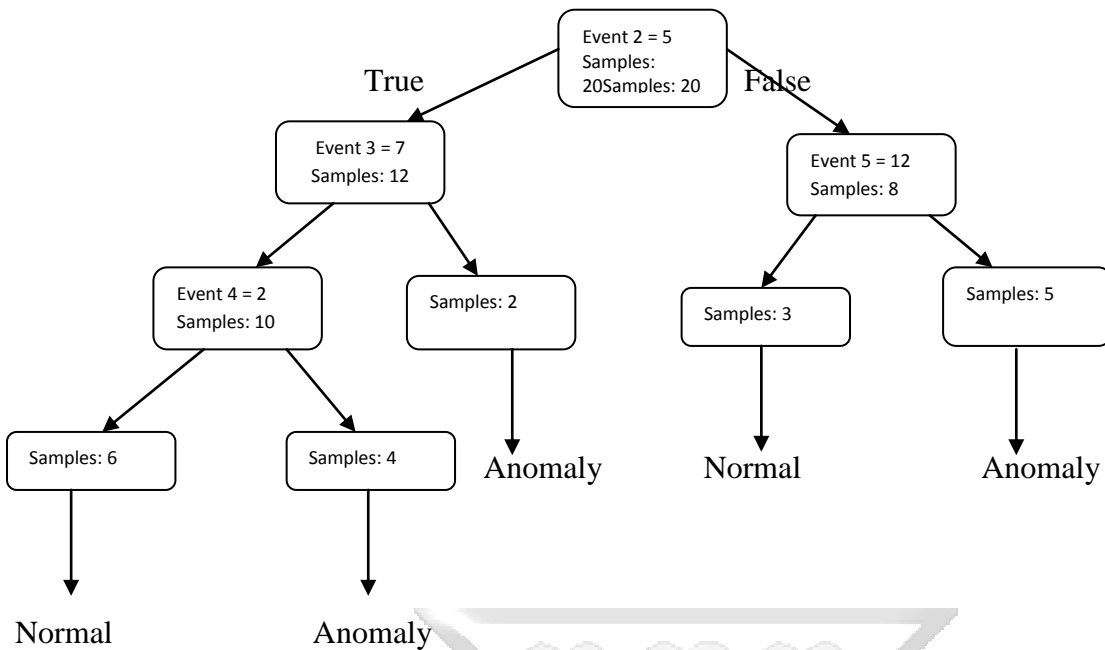 Event 2 = 5
Samples:
20Samples: 20
True
False
Event 3 = 7
Samples: 12
Event 5 = 12
Samples: 8
Event 4 = 2
Samples: 10
Samples: 2
Samples: 3
Samples: 5
Samples: 6
Samples: 4
Anomaly
Normal
Anomaly
Normal
Anomaly